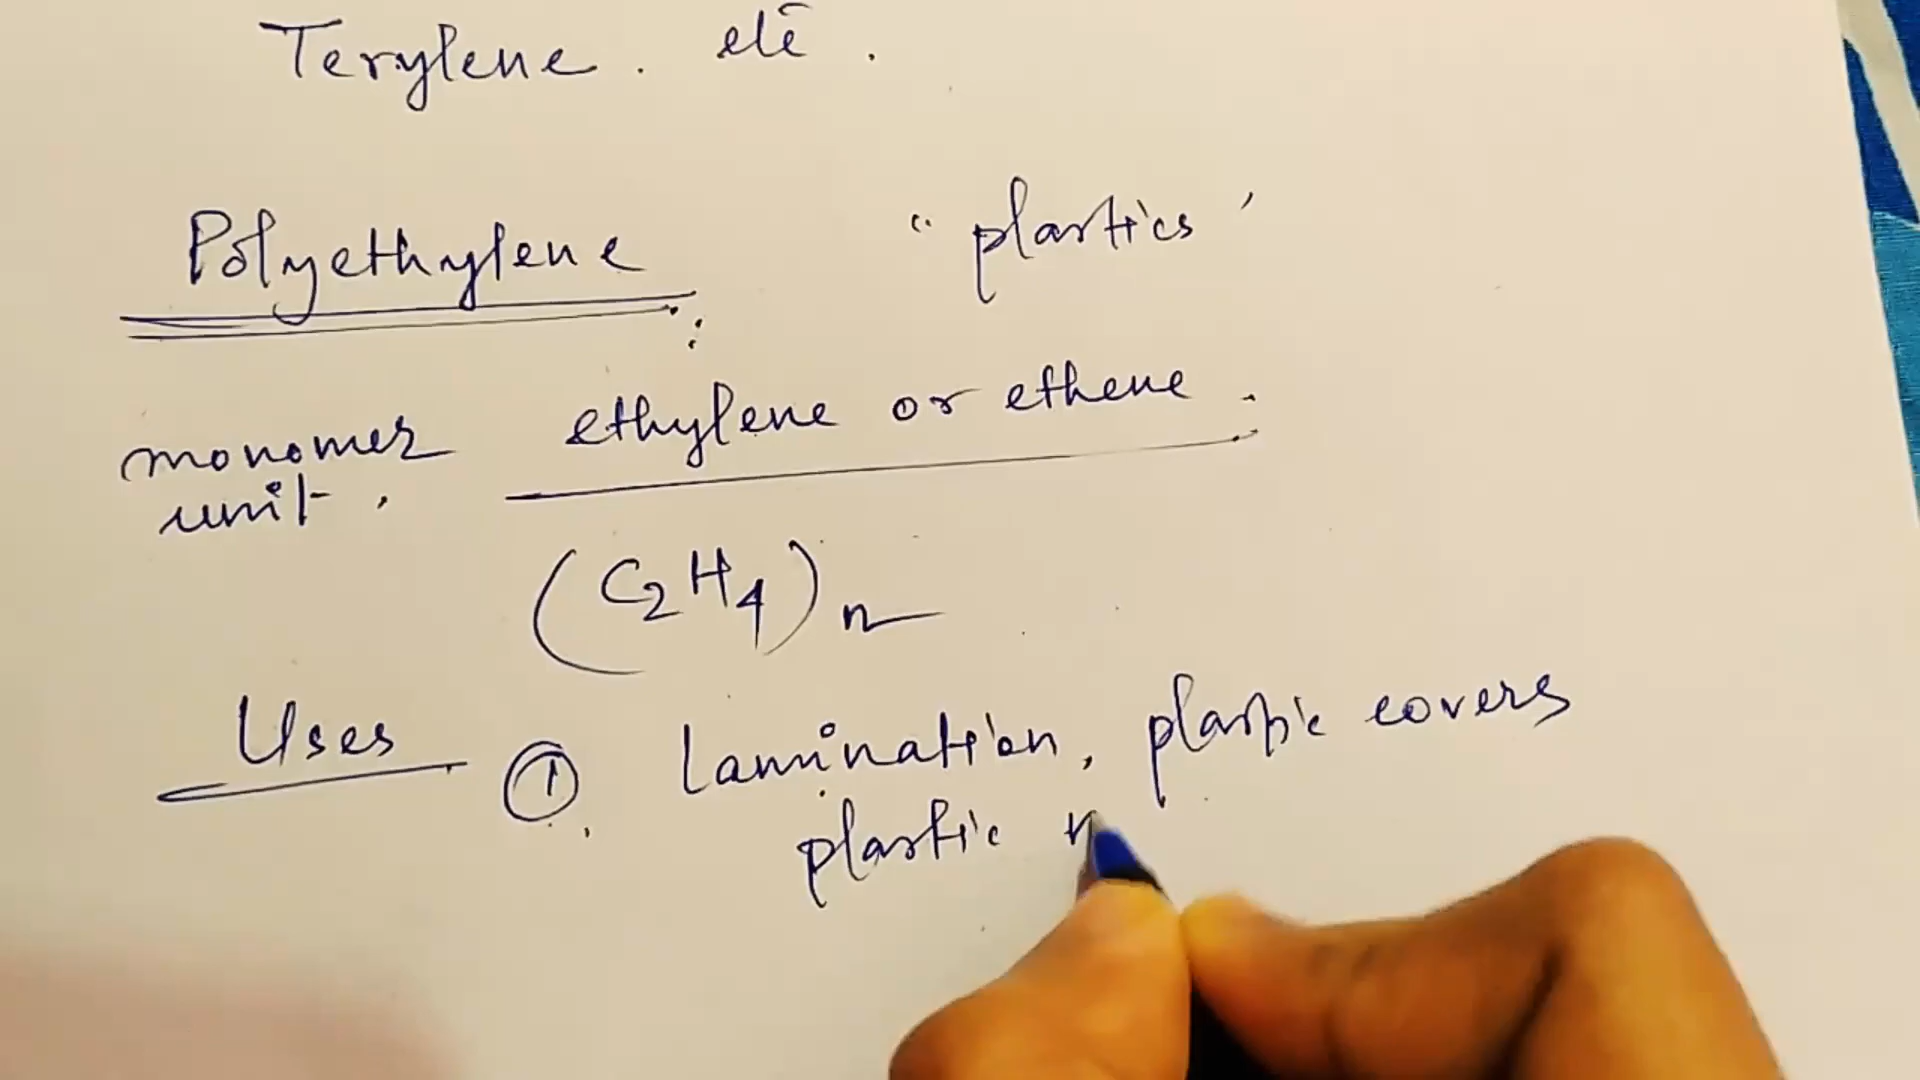 Terylene. etc.
Polyethylene : "plastics"
monomer ethylene or ethene.
unit.
(C2H4)n
Uses ① Lamination, plastic covers
plastic